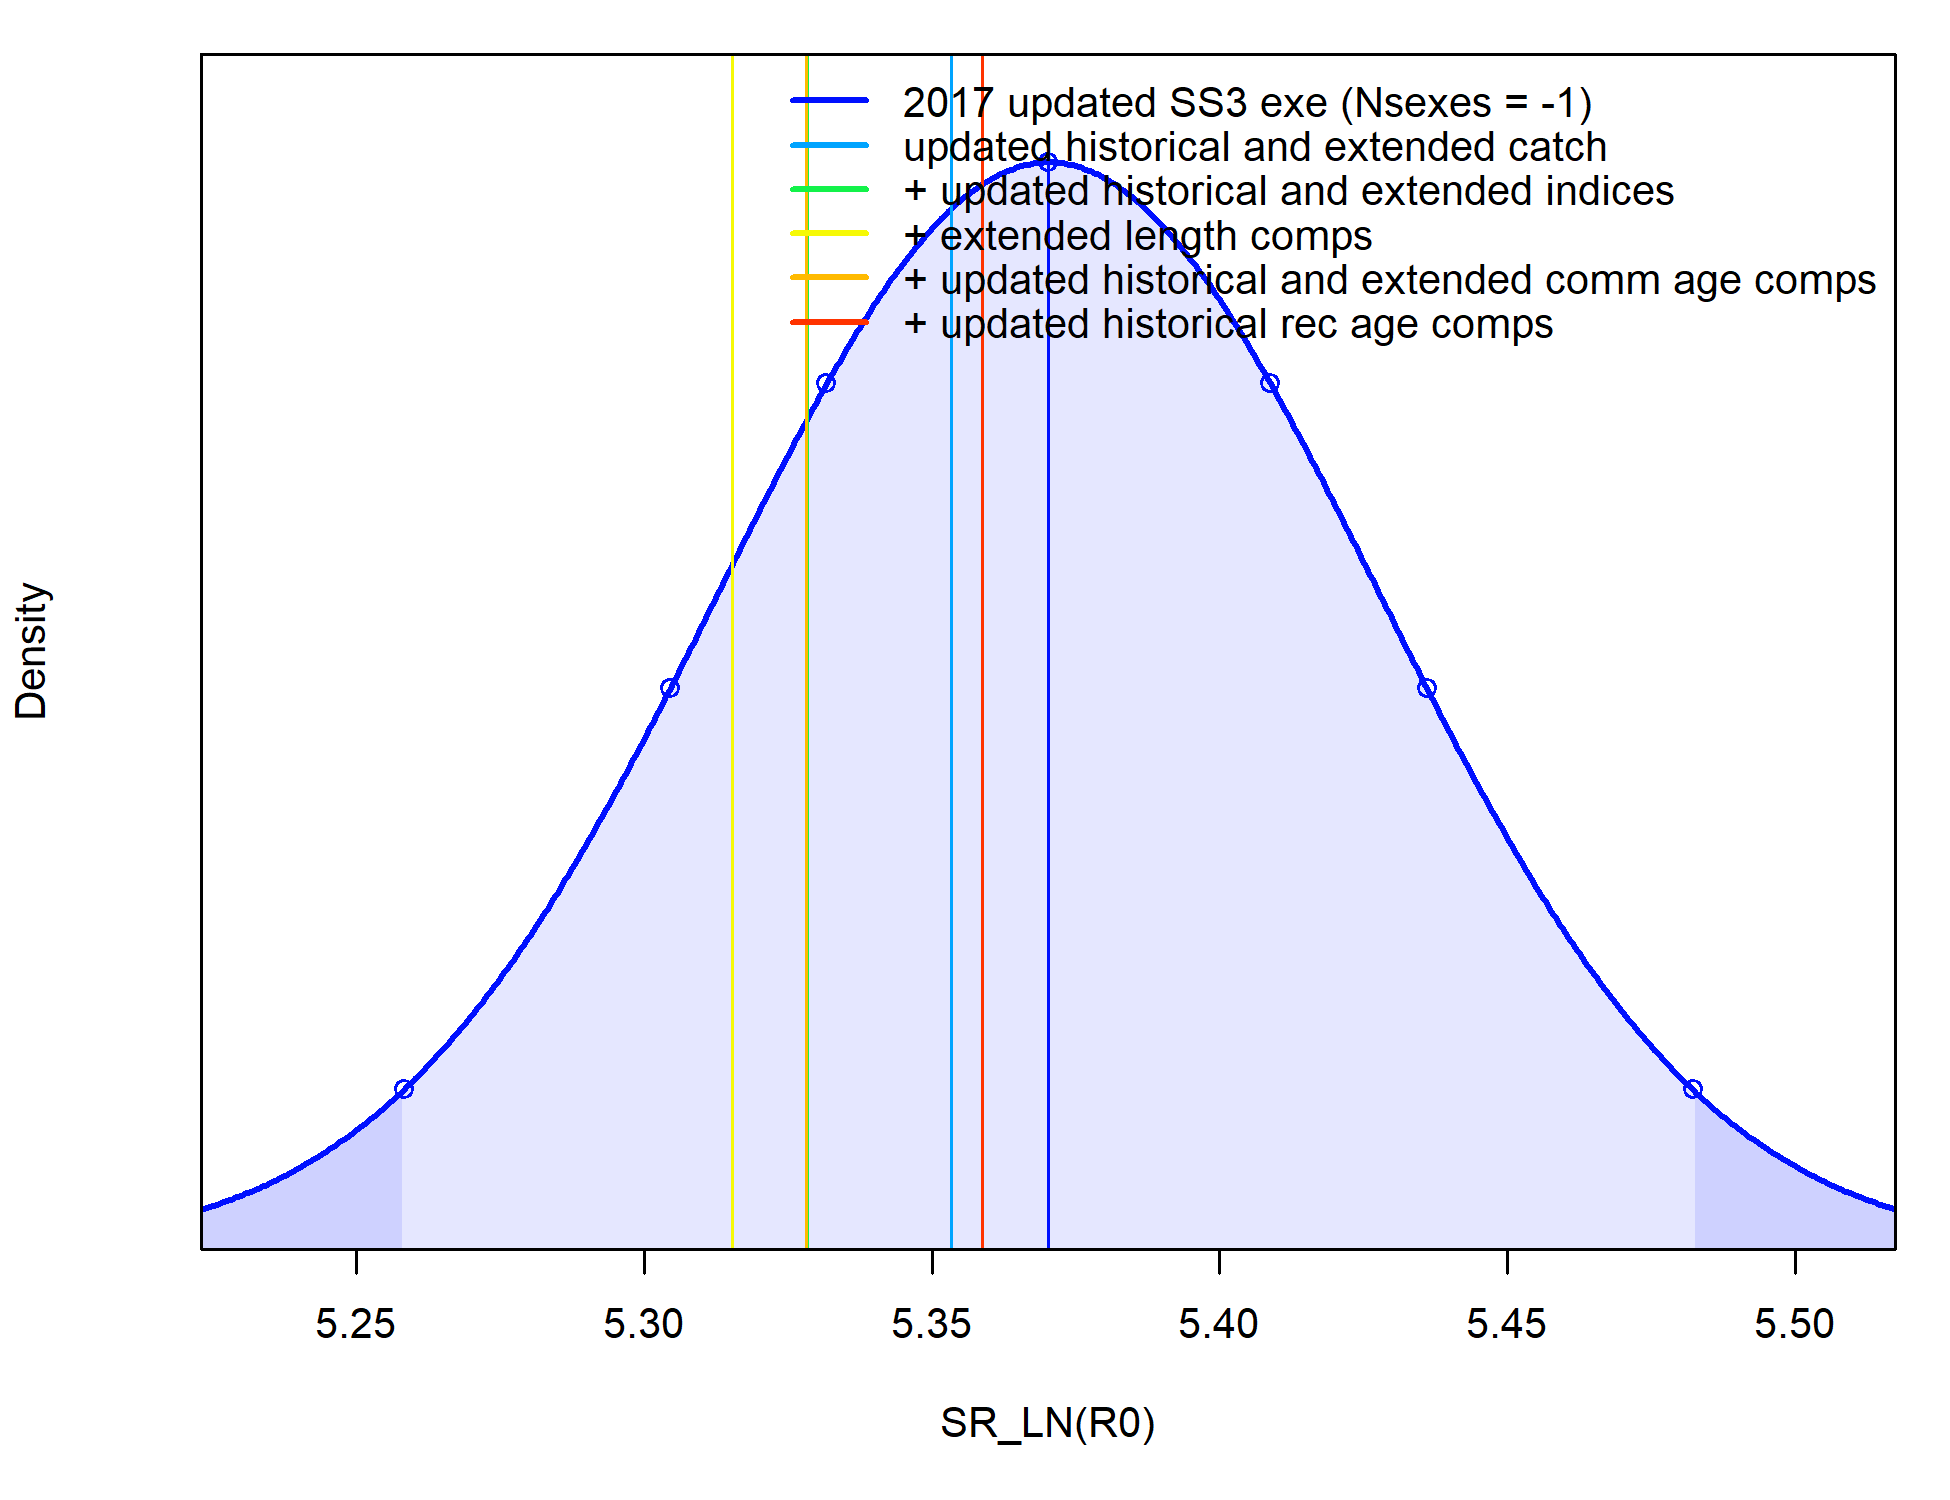 2017 updated SS3 exe (Nsexes = -1)
updated historical and extended catch
+ updated historical and extended indices
+ extended length comps
+ updated historical and extended comm age comps
+ updated historical rec age comps
Density
5.25 5.30 5.35 5.40 5.45 5.50
SR_LN(R0)